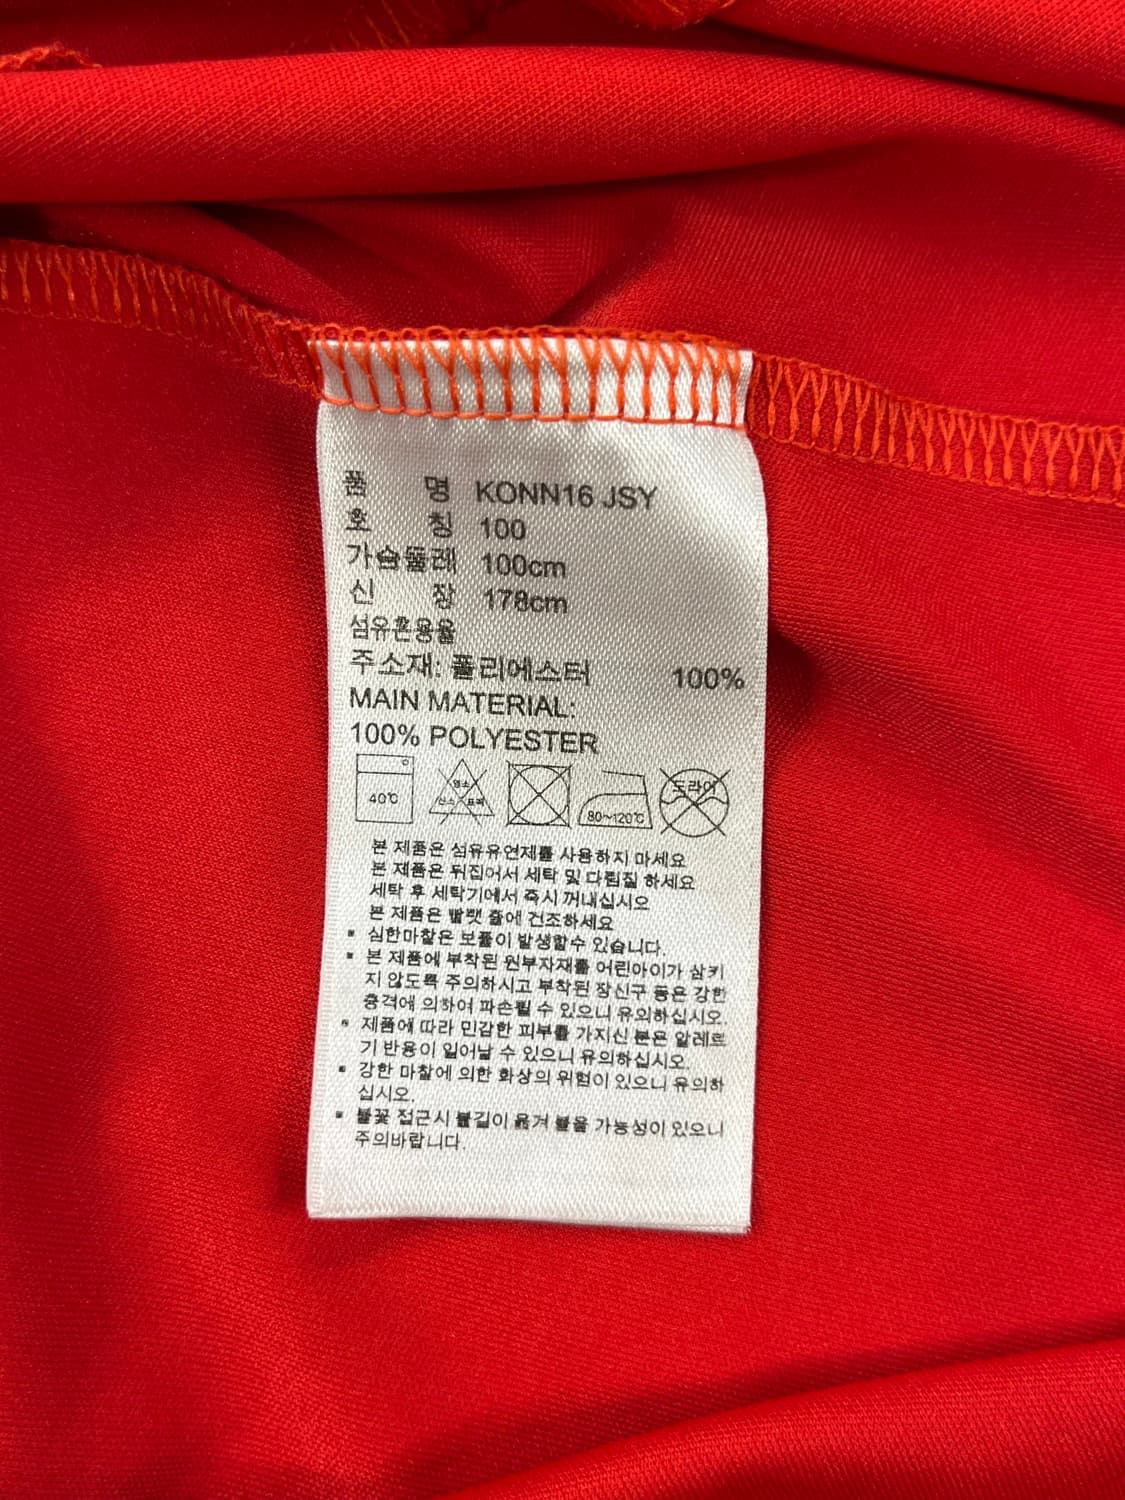 품 명 KONN16 JSY
호 칭 100
가슴둘레 100cm
신 장 178cm
섬유혼용율
주소재: 폴리에스터 100%
MAIN MATERIAL:
100% POLYESTER
40℃ 염소 산소 표백 80~120℃ 드라이
본 제품은 섬유유연제를 사용하지 마세요
본 제품은 뒤집어서 세탁 및 다림질 하세요
세탁 후 세탁기에서 즉시 꺼내십시오
본 제품은 빨랫 줄에 건조하세요
▪ 심한마찰은 보풀이 발생할수 있습니다.
▪ 본 제품에 부착된 원부자재를 어린아이가 삼키
지 않도록 주의하시고 부착된 장신구 등은 강한
충격에 의하여 파손될 수 있으니 유의하십시오.
▪ 제품에 따라 민감한 피부를 가지신 분은 알레르
기 반응이 일어날 수 있으니 유의하십시오.
▪ 강한 마찰에 의한 화상의 위험이 있으니 유의하
십시오.
▪ 불꽃 접근시 불길이 옮겨 붙을 가능성이 있으니
주의바랍니다.